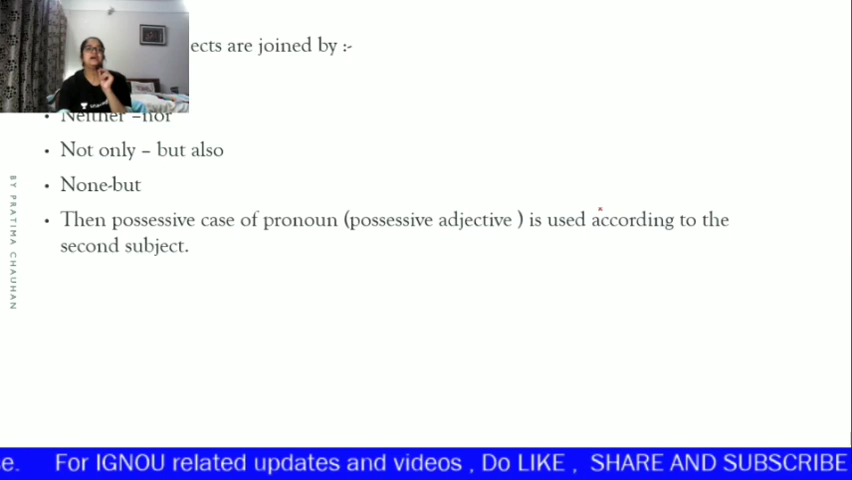 ects are joined by :-
• Neither –nor
• Not only – but also
• None-but
• Then possessive case of pronoun (possessive adjective ) is used according to the
second subject.
BY PRATIMA CHAUHAN
e. For IGNOU related updates and videos , Do LIKE , SHARE AND SUBSCRIBE